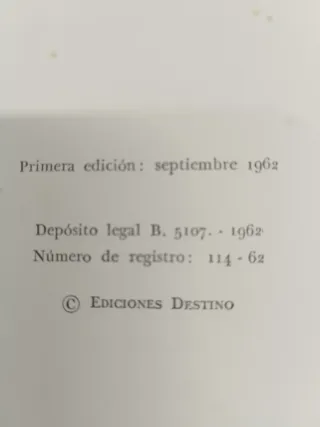 Primera edición: septiembre 1962
Depósito legal B. 5107. - 1962
Número de registro: 114 - 62
© EDICIONES DESTINO